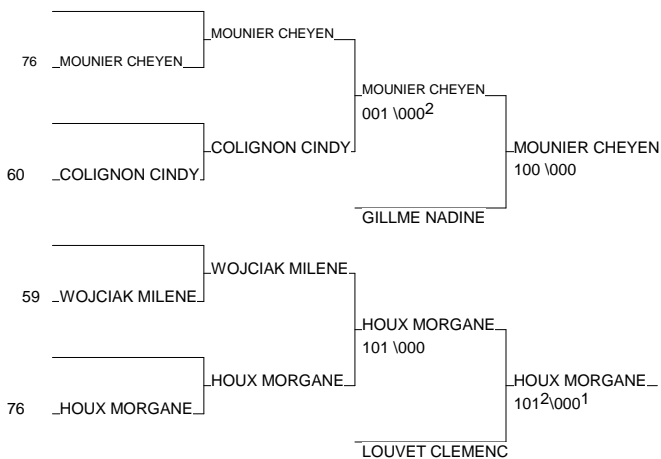 MOUNIER CHEYEN
76 MOUNIER CHEYEN
MOUNIER CHEYEN
001 \000²
COLIGNON CINDY
MOUNIER CHEYEN
100 \000
60 COLIGNON CINDY
GILLME NADINE
WOJCIAK MILENE
59 WOJCIAK MILENE
HOUX MORGANE
101 \000
HOUX MORGANE
HOUX MORGANE
101²\000¹
76 HOUX MORGANE
LOUVET CLEMENC